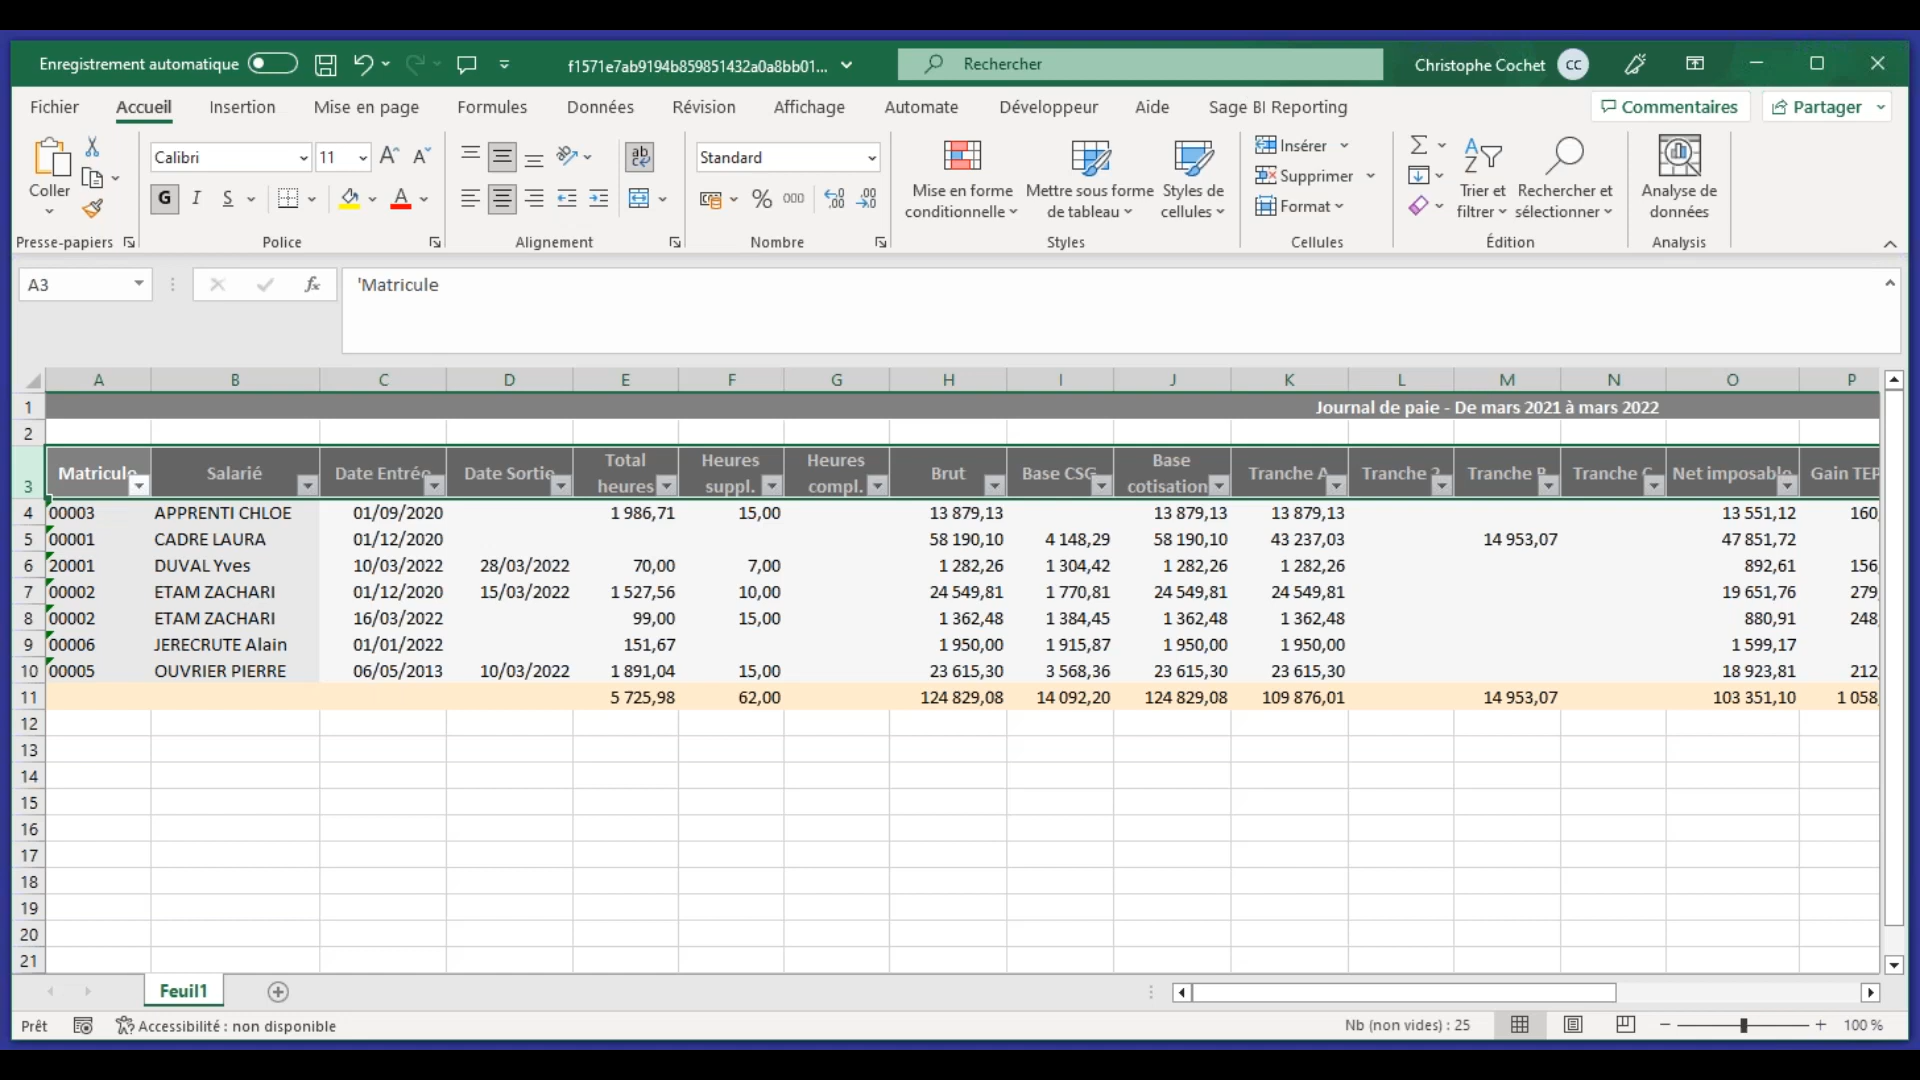 Enregistrement automatique f1571e7ab9194b859851432a0a8bb01... Rechercher Christophe Cochet CC
Fichier Accueil Insertion Mise en page Formules Données Révision Affichage Automate Développeur Aide Sage BI Reporting Commentaires Partager
Coller Calibri 11 G I S Standard % 000
Mise en forme conditionnelle Mettre sous forme de tableau Styles de cellules Insérer Supprimer Format Trier et filtrer Rechercher et sélectionner Analyse de données
Presse-papiers Police Alignement Nombre Styles Cellules Édition Analysis
A3 fx 'Matricule
A B C D E F G H I J K L M N O P
1 Journal de paie - De mars 2021 à mars 2022
2
3 Matricule Salarié Date Entrée Date Sortie Total heures Heures suppl. Heures compl. Brut Base CSG Base cotisation Tranche A Tranche 2 Tranche B Tranche C Net imposable Gain TEP
4 00003 APPRENTI CHLOE 01/09/2020 1 986,71 15,00 13 879,13 13 879,13 13 879,13 13 551,12 160,
5 00001 CADRE LAURA 01/12/2020 58 190,10 4 148,29 58 190,10 43 237,03 14 953,07 47 851,72
6 20001 DUVAL Yves 10/03/2022 28/03/2022 70,00 7,00 1 282,26 1 304,42 1 282,26 1 282,26 892,61 156,
7 00002 ETAM ZACHARI 01/12/2020 15/03/2022 1 527,56 10,00 24 549,81 1 770,81 24 549,81 24 549,81 19 651,76 279,
8 00002 ETAM ZACHARI 16/03/2022 99,00 15,00 1 362,48 1 384,45 1 362,48 1 362,48 880,91 248,
9 00006 JERECRUTE Alain 01/01/2022 151,67 1 950,00 1 915,87 1 950,00 1 950,00 1 599,17
10 00005 OUVRIER PIERRE 06/05/2013 10/03/2022 1 891,04 15,00 23 615,30 3 568,36 23 615,30 23 615,30 18 923,81 212,
11 5 725,98 62,00 124 829,08 14 092,20 124 829,08 109 876,01 14 953,07 103 351,10 1 058,
12
13
14
15
16
17
18
19
20
21
Feuil1
Prêt Accessibilité : non disponible Nb (non vides) : 25 100 %